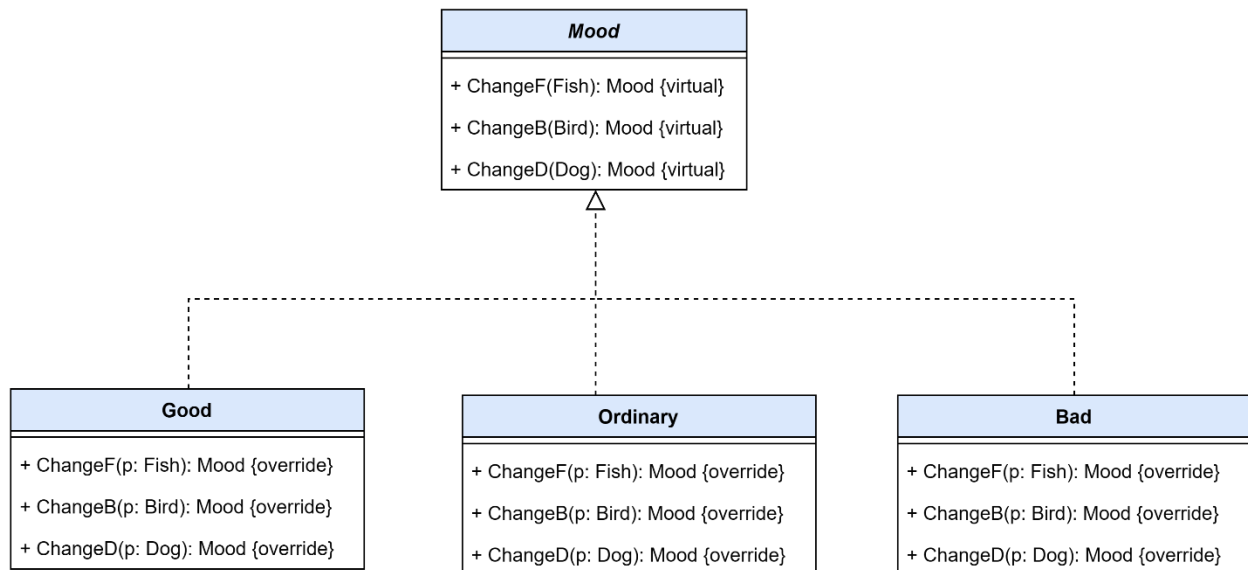 Mood
+ ChangeF(Fish): Mood {virtual}
+ ChangeB(Bird): Mood {virtual}
+ ChangeD(Dog): Mood {virtual}
Good
+ ChangeF(p: Fish): Mood {override}
+ ChangeB(p: Bird): Mood {override}
+ ChangeD(p: Dog): Mood {override}
Ordinary
+ ChangeF(p: Fish): Mood {override}
+ ChangeB(p: Bird): Mood {override}
+ ChangeD(p: Dog): Mood {override}
Bad
+ ChangeF(p: Fish): Mood {override}
+ ChangeB(p: Bird): Mood {override}
+ ChangeD(p: Dog): Mood {override}